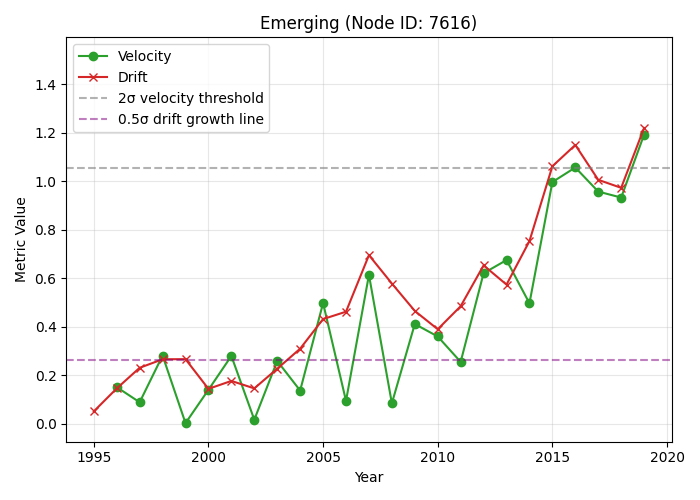 Emerging (Node ID: 7616)
Velocity
Drift
2σ velocity threshold
0.5σ drift growth line
Metric Value
1.4
1.2
1.0
0.8
0.6
0.4
0.2
0.0
1995 2000 2005 2010 2015 2020
Year